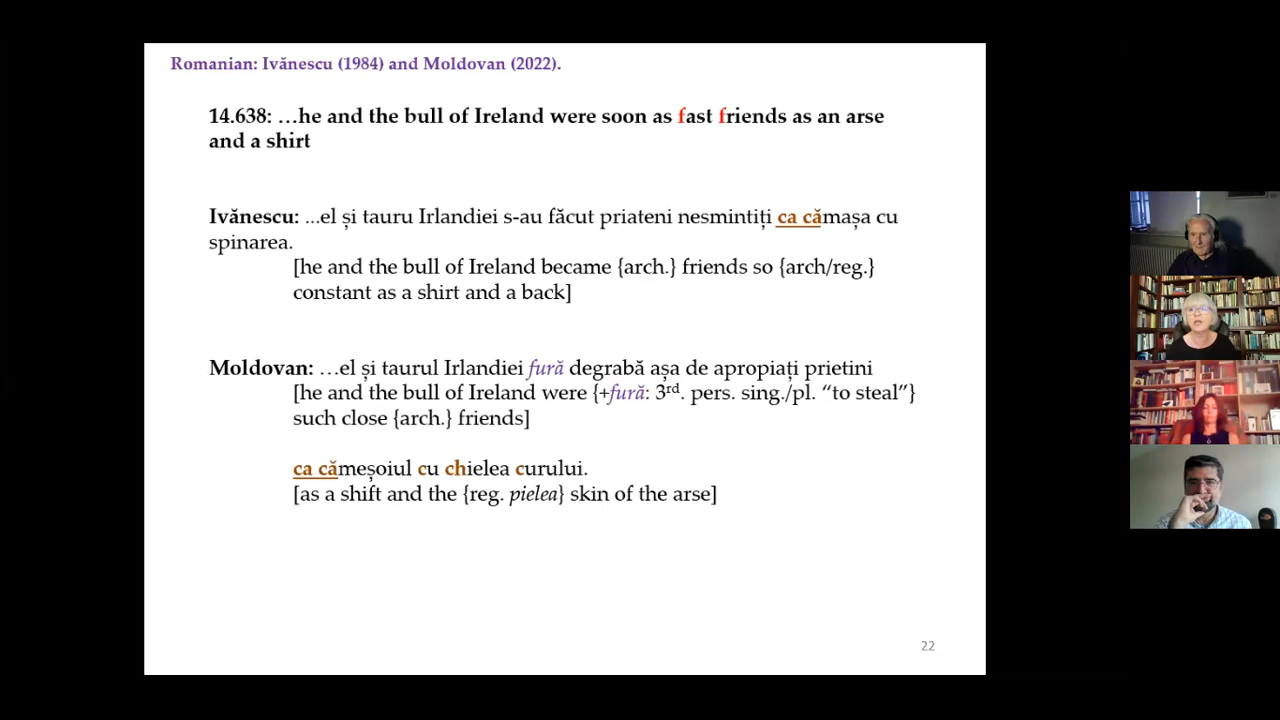 Romanian: Ivănescu (1984) and Moldovan (2022).
14.638: …he and the bull of Ireland were soon as fast friends as an arse
and a shirt
Ivănescu: ...el și tauru Irlandiei s-au făcut priateni nesmintiți ca cămașa cu
spinarea.
[he and the bull of Ireland became {arch.} friends so {arch/reg.}
constant as a shirt and a back]
Moldovan: …el și taurul Irlandiei fură degrabă așa de apropiați prietini
[he and the bull of Ireland were {+fură: 3rd. pers. sing./pl. “to steal”}
such close {arch.} friends]
ca cămeșoiul cu chielea curului.
[as a shift and the {reg. pielea} skin of the arse]
22